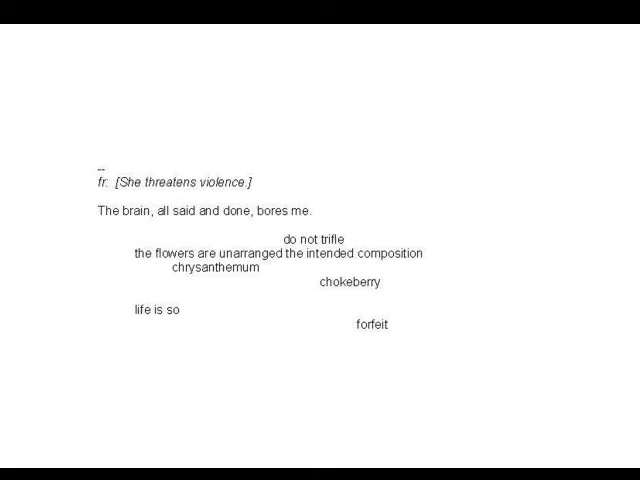 --
fr: [She threatens violence.]
The brain, all said and done, bores me.
do not trifle
the flowers are unarranged the intended composition
chrysanthemum
chokeberry
life is so
forfeit